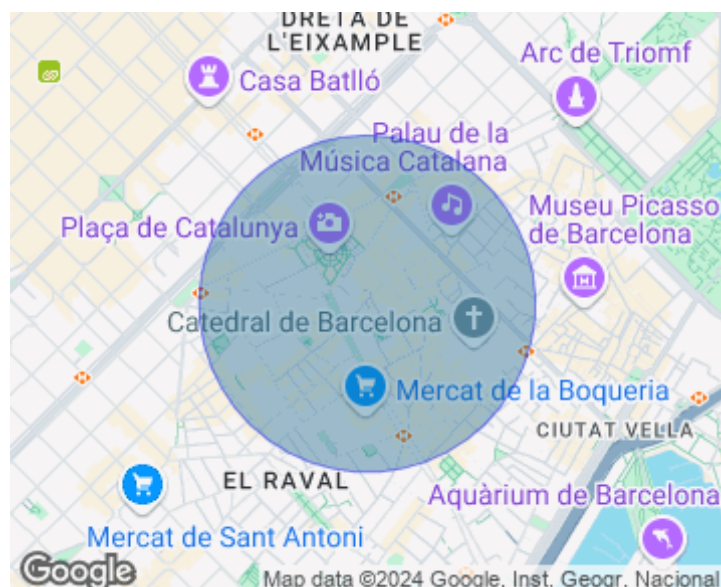 DRETA DE
L'EIXAMPLE
Arc de Triomf
Casa Batlló
Palau de la
Música Catalana
Museu Picasso
de Barcelona
Plaça de Catalunya
Catedral de Barcelona
Mercat de la Boqueria
CIUTAT VELLA
EL RAVAL
Aquàrium de Barcelona
Mercat de Sant Antoni
Google
Map data ©2024 Google, Inst. Geogr. Nacional